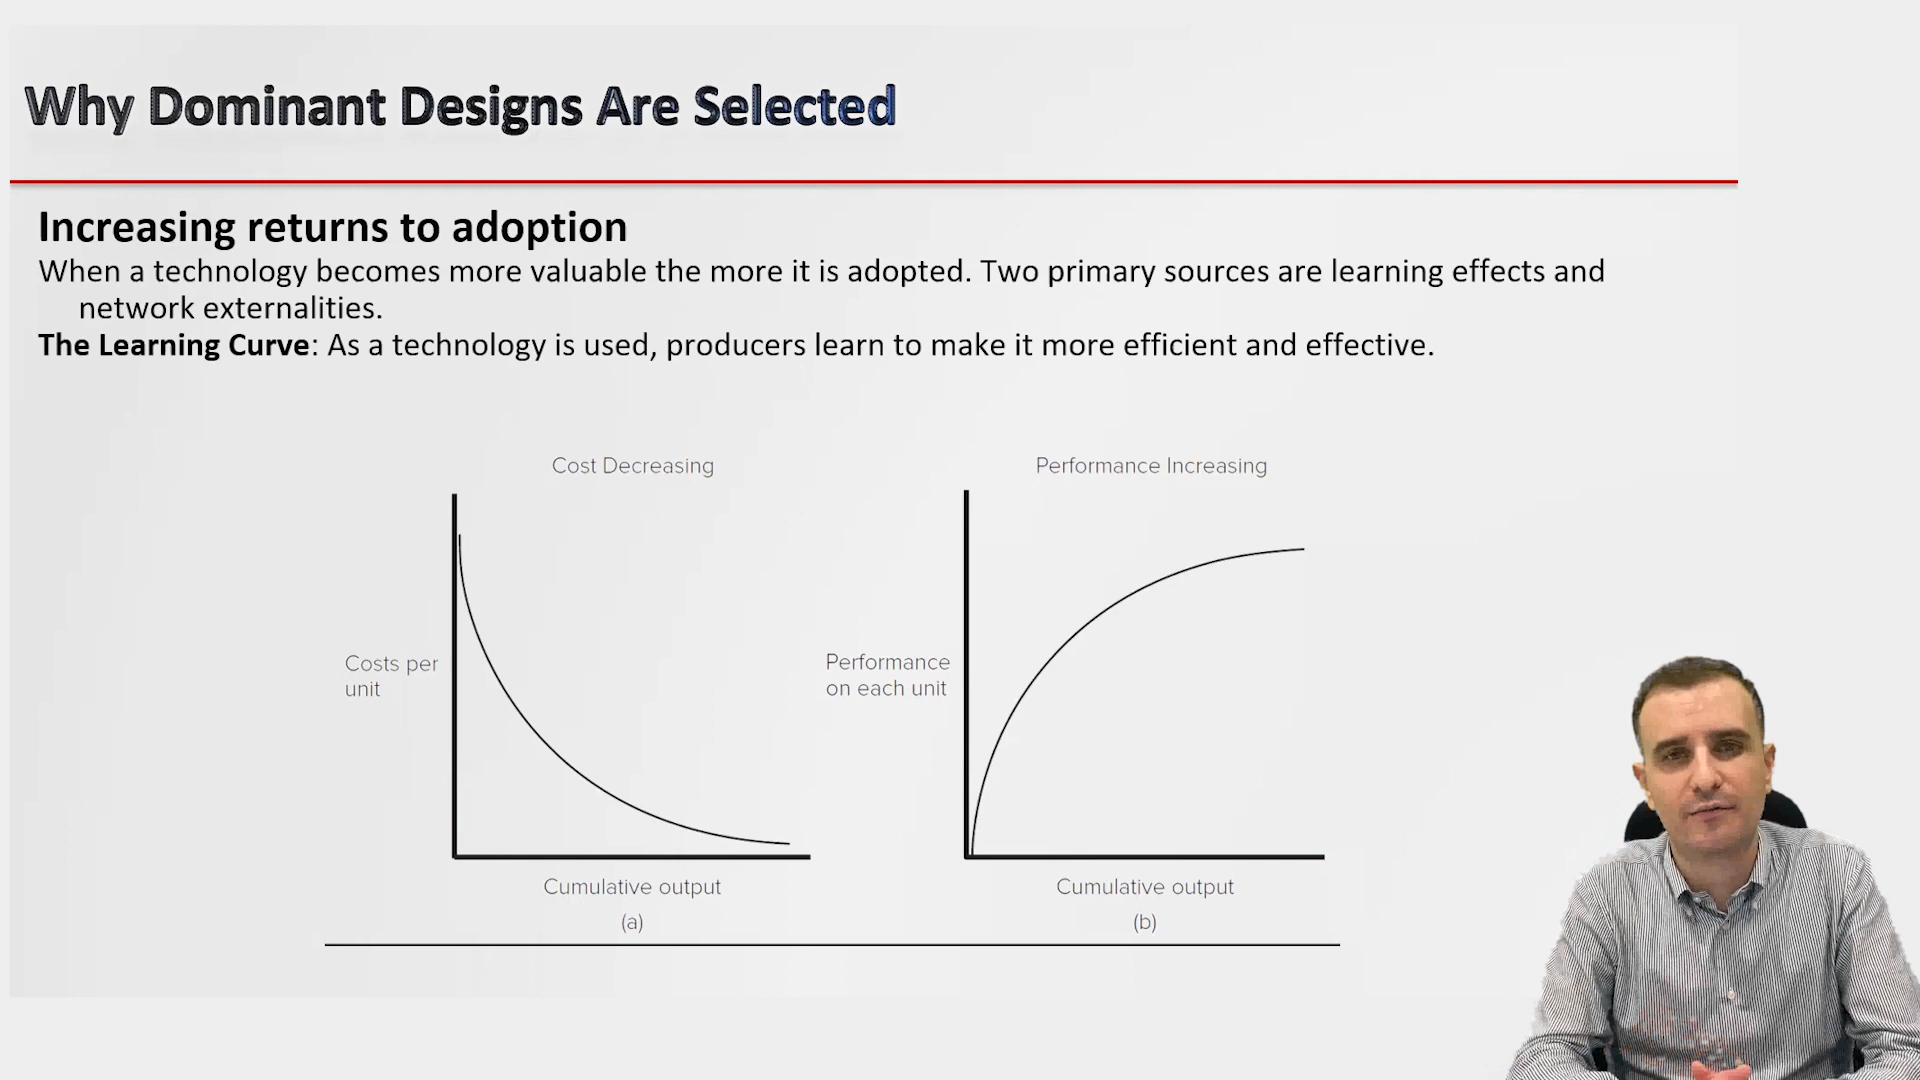 Why Dominant Designs Are Selected
Increasing returns to adoption
When a technology becomes more valuable the more it is adopted. Two primary sources are learning effects and
network externalities.
The Learning Curve: As a technology is used, producers learn to make it more efficient and effective.
Cost Decreasing
Costs per
unit
Cumulative output
(a)
Performance Increasing
Performance
on each unit
Cumulative output
(b)